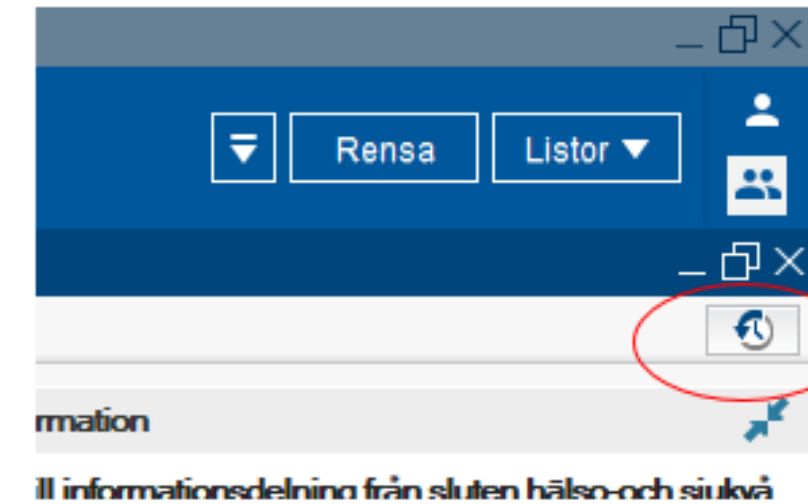 Rensa
Listor
rmation
ill informationsdelning från sluten hälso-och sjukvå